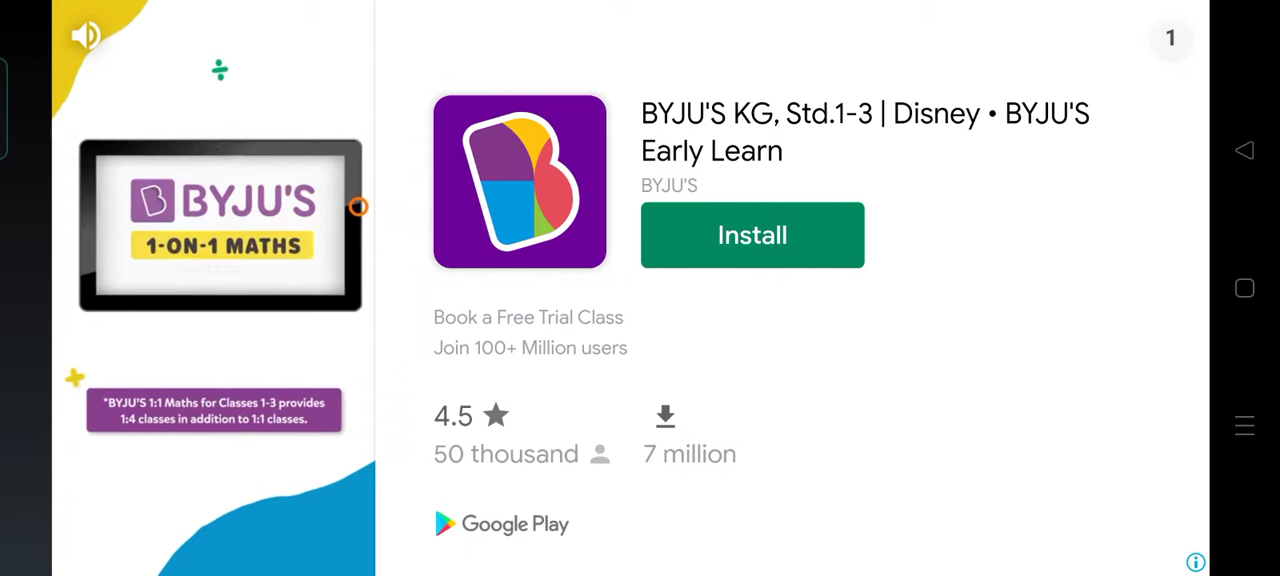 BYJU'S
1-ON-1 MATHS
*BYJU'S 1:1 Maths for Classes 1-3 provides
1:4 classes in addition to 1:1 classes.
1
BYJU'S KG, Std.1-3 | Disney • BYJU'S
Early Learn
BYJU'S
Install
Book a Free Trial Class
Join 100+ Million users
4.5
50 thousand
7 million
Google Play